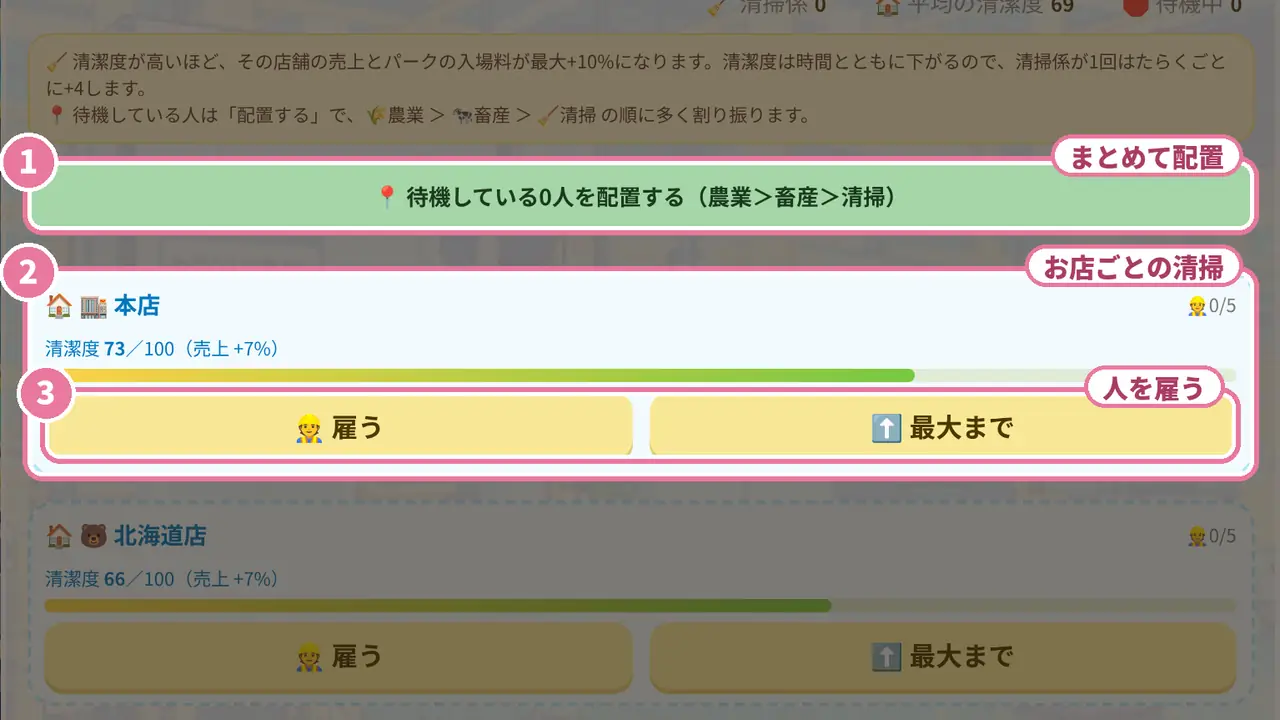 🧹 清掃係 0 🏠 平均の清潔度 69 🛑 待機中 0
🧹 清潔度が高いほど、その店舗の売上とパークの入場料が最大+10%になります。清潔度は時間とともに下がるので、清掃係が1回はたらくごと
に+4します。
📍 待機している人は「配置する」で、🌾農業 > 🐄畜産 > 🧹清掃 の順に多く割り振ります。
1 まとめて配置
📍 待機している0人を配置する（農業＞畜産＞清掃）
2 お店ごとの清掃
🏠 🏬 本店 👷0/5
清潔度 73／100（売上 +7%）
3 人を雇う
👷 雇う ⬆️ 最大まで
🏠 🐻 北海道店 👷0/5
清潔度 66／100（売上 +7%）
👷 雇う ⬆️ 最大まで